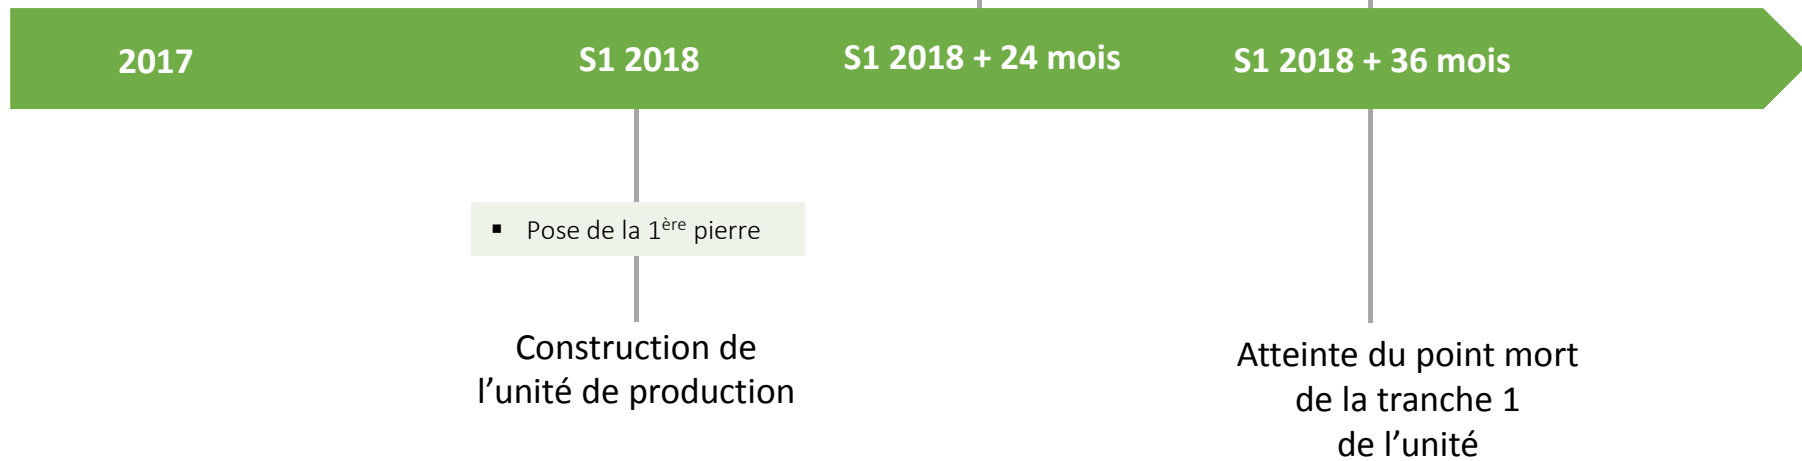 2017
S1 2018
S1 2018 + 24 mois
S1 2018 + 36 mois
▪ Pose de la 1ère pierre
Construction de
l’unité de production
Atteinte du point mort
de la tranche 1
de l’unité